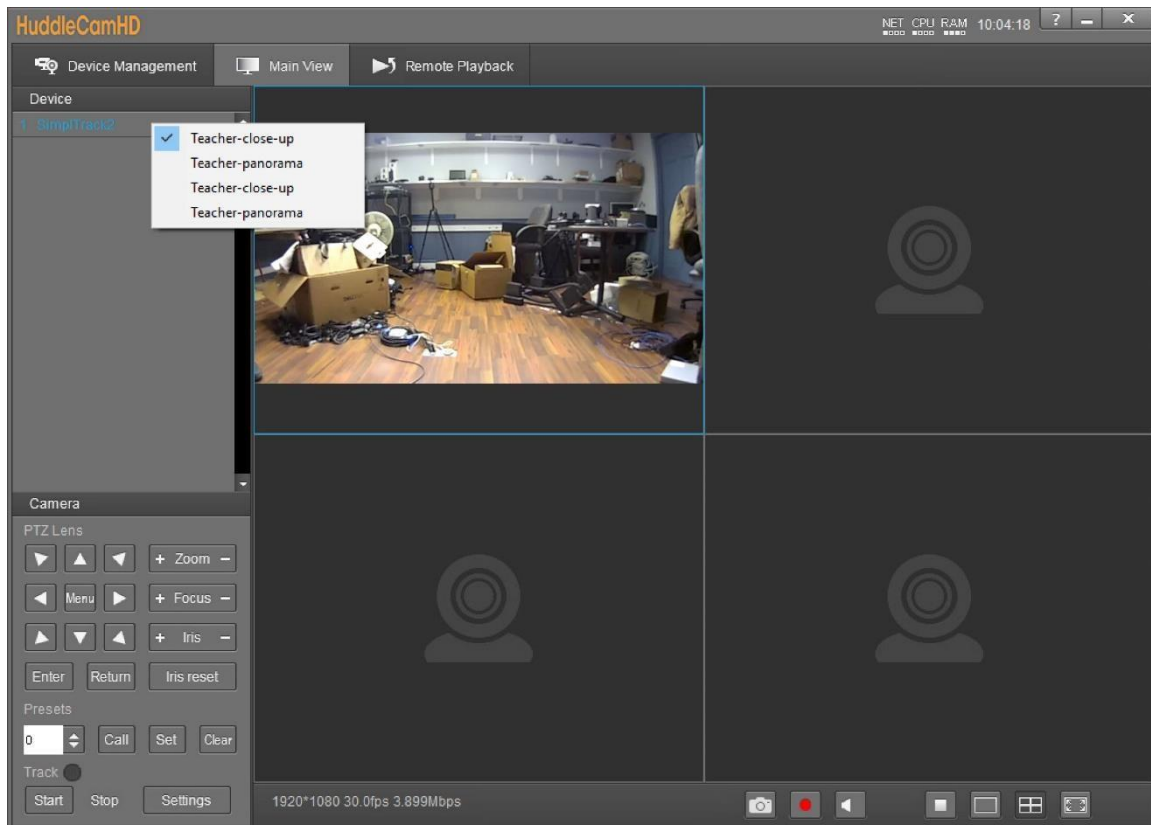 HuddleCamHD
NET CPU RAM 10:04:18 ? – X
Device Management Main View Remote Playback
Device
1 SimplTrack2
Teacher-close-up
Teacher-panorama
Teacher-close-up
Teacher-panorama
Camera
PTZ Lens
+ Zoom –
Menu + Focus –
+ Iris –
Enter Return Iris reset
Presets
0 Call Set Clear
Track
Start Stop Settings
1920*1080 30.0fps 3.899Mbps